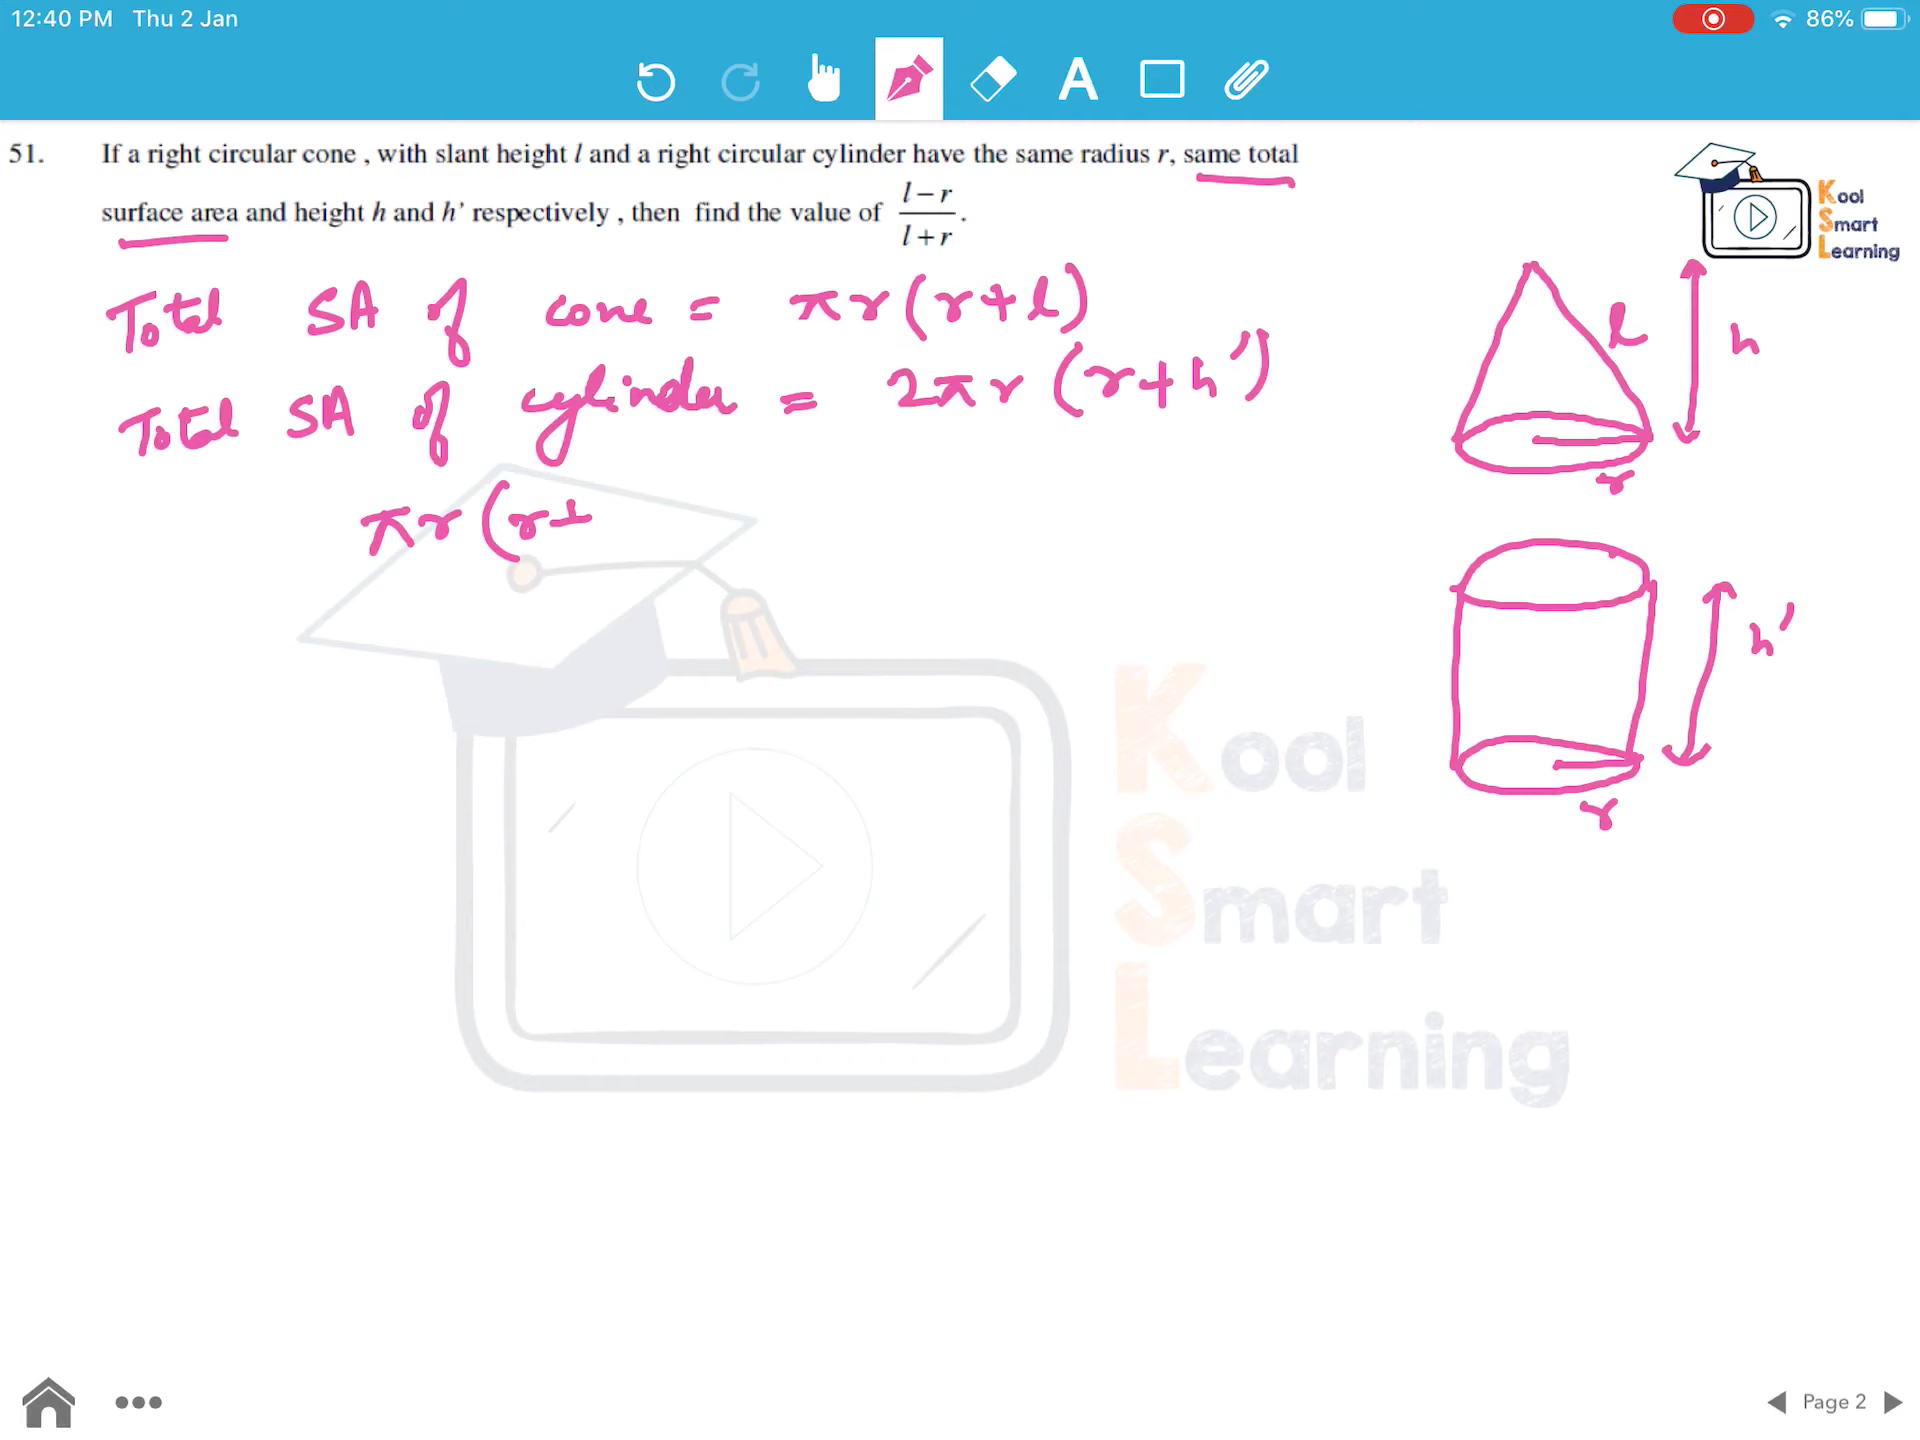 12:40 PM Thu 2 Jan 86%
51. If a right circular cone , with slant height l and a right circular cylinder have the same radius r, same total
surface area and height h and h’ respectively , then find the value of \frac{l-r}{l+r}.
Kool
Smart
Learning
Total SA of cone = πr(r+l)
Total SA of cylinder = 2πr(r+h')
πr(r+
l
h
r
h'
r
Kool
Smart
Learning
Page 2